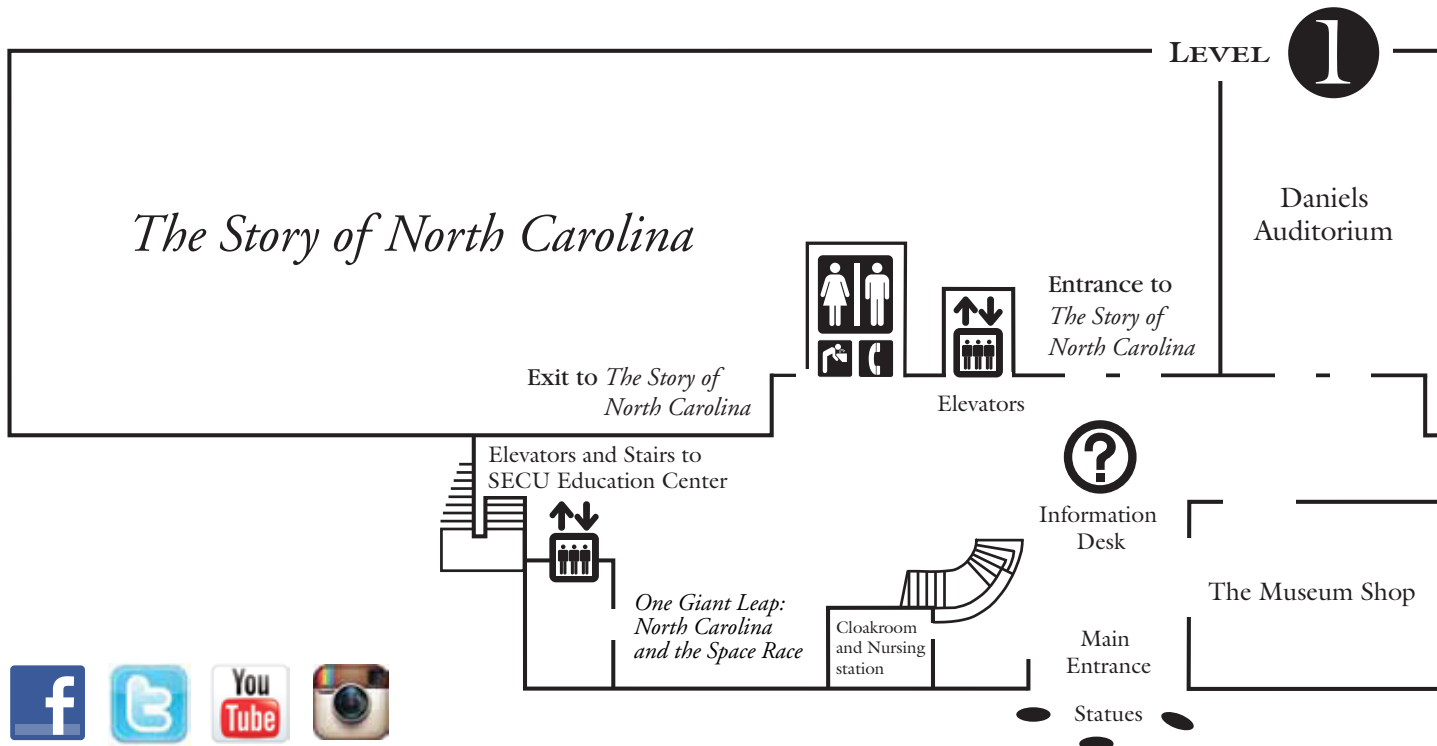 LEVEL 1
The Story of North Carolina
Daniels
Auditorium
Entrance to
The Story of
North Carolina
Exit to The Story of
North Carolina
Elevators
Elevators and Stairs to
SECU Education Center
?
Information
Desk
The Museum Shop
One Giant Leap:
North Carolina
and the Space Race
Cloakroom
and Nursing
station
Main
Entrance
Statues
f
t
You
Tube